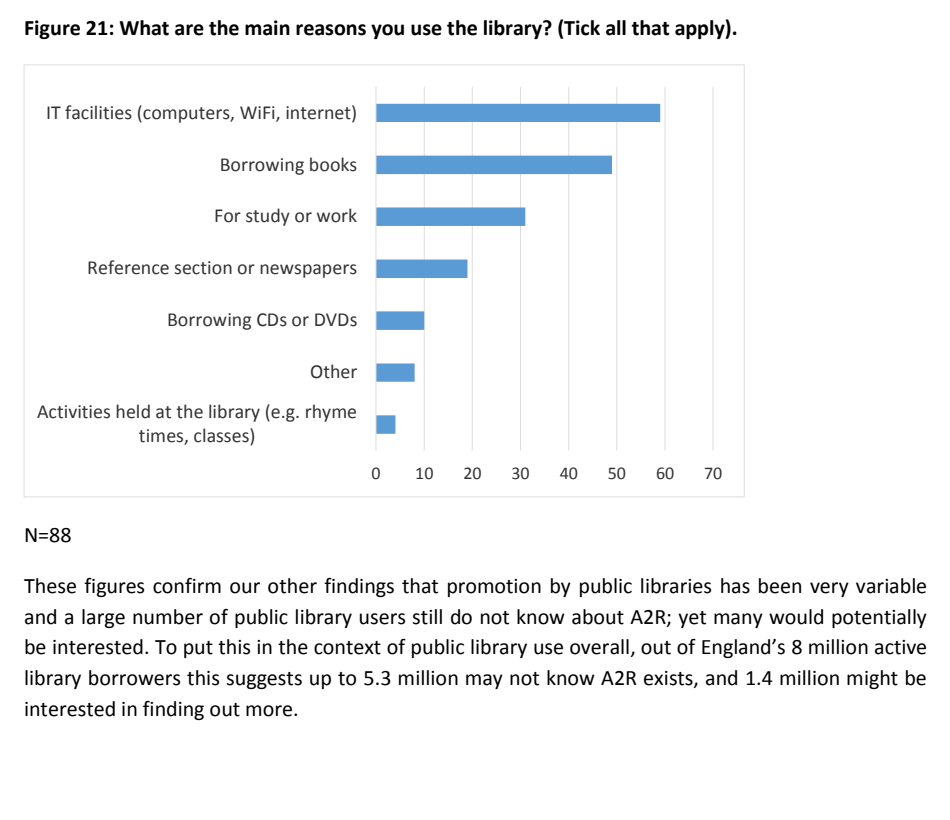 Figure 21: What are the main reasons you use the library? (Tick all that apply).
IT facilities (computers, WiFi, internet)
Borrowing books
For study or work
Reference section or newspapers
Borrowing CDs or DVDs
Other
Activities held at the library (e.g. rhyme
times, classes)
0 10 20 30 40 50 60 70
N=88
These figures confirm our other findings that promotion by public libraries has been very variable
and a large number of public library users still do not know about A2R; yet many would potentially
be interested. To put this in the context of public library use overall, out of England’s 8 million active
library borrowers this suggests up to 5.3 million may not know A2R exists, and 1.4 million might be
interested in finding out more.